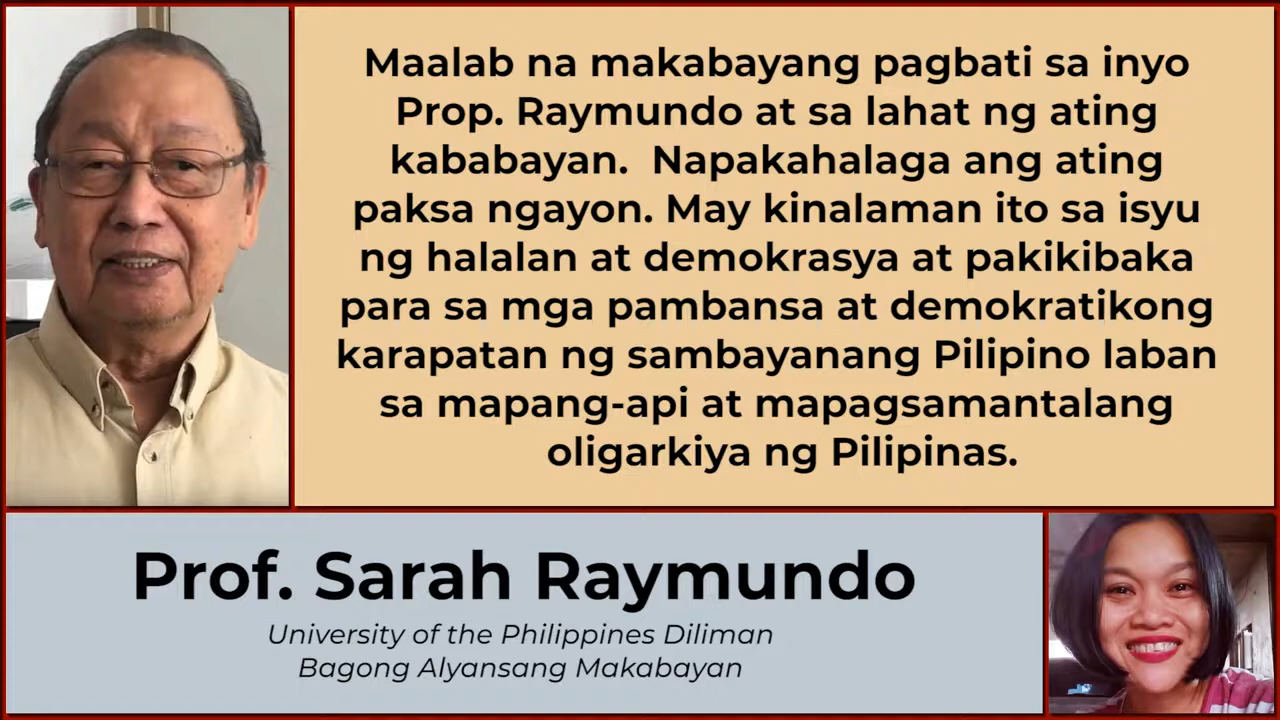 Maalab na makabayang pagbati sa inyo
Prop. Raymundo at sa lahat ng ating
kababayan. Napakahalaga ang ating
paksa ngayon. May kinalaman ito sa isyu
ng halalan at demokrasya at pakikibaka
para sa mga pambansa at demokratikong
karapatan ng sambayanang Pilipino laban
sa mapang-api at mapagsamantalang
oligarkiya ng Pilipinas.
Prof. Sarah Raymundo
University of the Philippines Diliman
Bagong Alyansang Makabayan